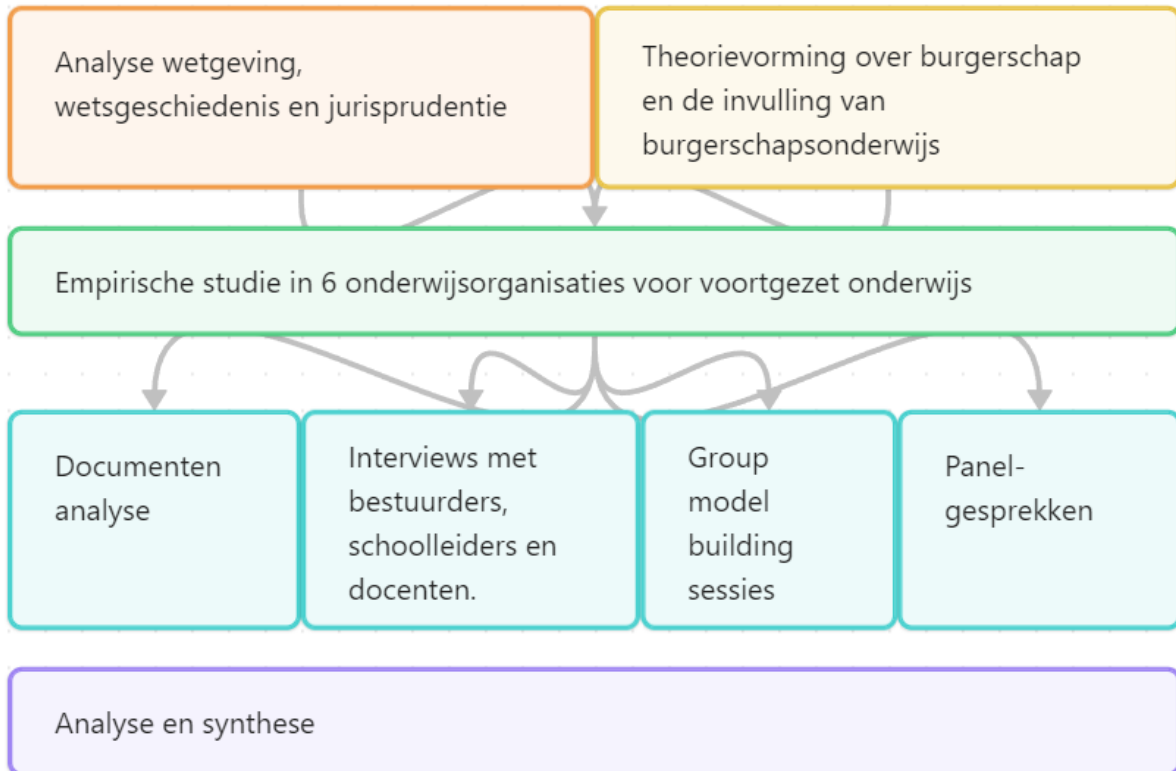 Analyse wetgeving,
wetsgeschiedenis en jurisprudentie
Theorievorming over burgerschap
en de invulling van
burgerschapsonderwijs
Empirische studie in 6 onderwijsorganisaties voor voortgezet onderwijs
Documenten
analyse
Interviews met
bestuurders,
schoolleiders en
docenten.
Group
model
building
sessies
Panel-
gesprekken
Analyse en synthese